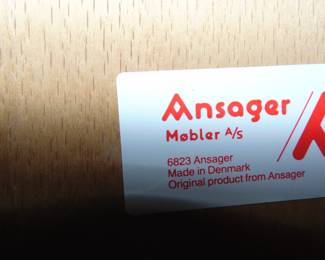 Ansager
Møbler A/S
6823 Ansager
Made in Denmark
Original product from Ansager